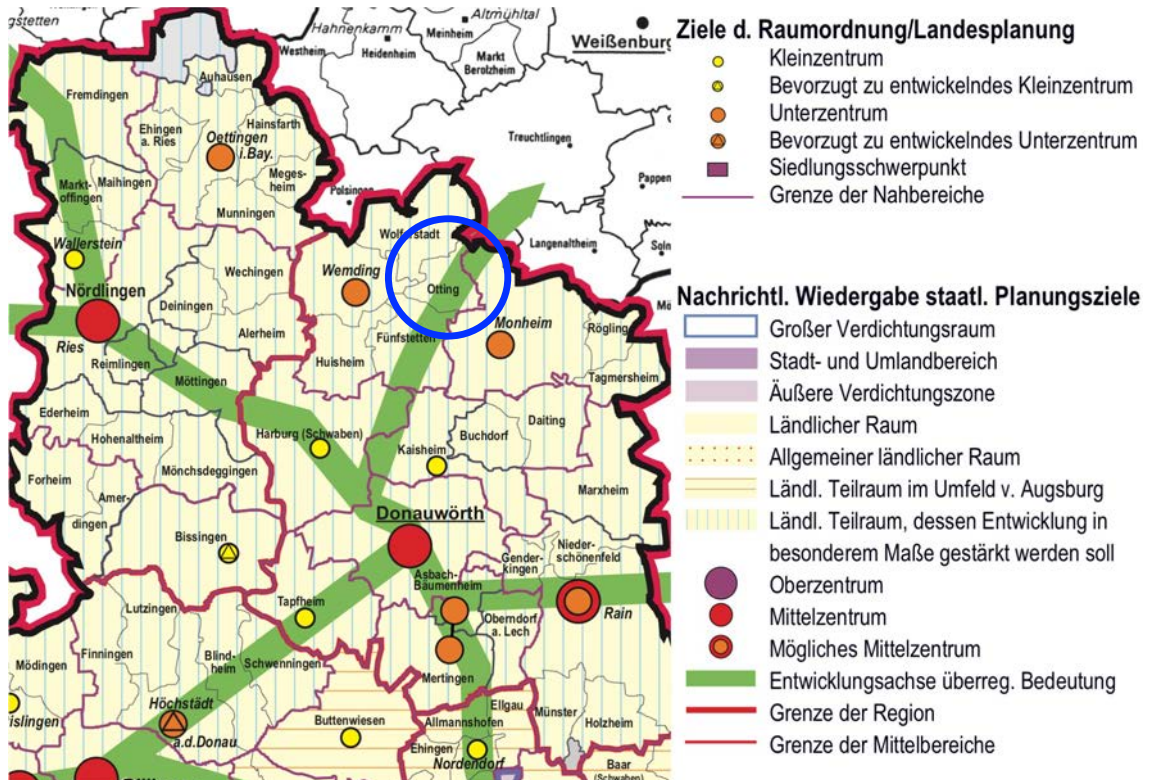 Altmühltal
Hahnenkamm
Meinheim
Westheim
Heidenheim
Markt
Berolzheim
Weißenburg
Auhausen
Fremdingen
Ehingen
a. Ries
Hainsfarth
Oettingen
i.Bay.
Treuchtlingen
Markt-
offingen
Maihingen
Meges-
heim
Polsingen
Munningen
Wolferstadt
Langenaltheim
Wallerstein
Wechingen
Wemding
Otting
Nördlingen
Deiningen
Monheim
Rögling
Ries
Alerheim
Fünfstetten
Reimlingen
Huisheim
Möttingen
Tagmersheim
Ederheim
Daiting
Hohenaltheim
Harburg (Schwaben)
Buchdorf
Kaisheim
Forheim
Mönchsdeggingen
Marxheim
Amer-
dingen
Donauwörth
Bissingen
Gender-
kingen
Nieder-
schönenfeld
Asbach-
Bäumenheim
Lutzingen
Tapfheim
Oberndorf
a. Lech
Rain
Finningen
Blind-
heim
Schwenningen
Mödingen
Mertingen
Höchstädt
a.d.Donau
Ellgau
Münster
Buttenwiesen
Allmannshofen
Holzheim
Ehingen
Nordendorf
Baar
(Schwaben)
Ziele d. Raumordnung/Landesplanung
Kleinzentrum
Bevorzugt zu entwickelndes Kleinzentrum
Unterzentrum
Bevorzugt zu entwickelndes Unterzentrum
Siedlungsschwerpunkt
Grenze der Nahbereiche
Nachrichtl. Wiedergabe staatl. Planungsziele
Großer Verdichtungsraum
Stadt- und Umlandbereich
Äußere Verdichtungszone
Ländlicher Raum
Allgemeiner ländlicher Raum
Ländl. Teilraum im Umfeld v. Augsburg
Ländl. Teilraum, dessen Entwicklung in
besonderem Maße gestärkt werden soll
Oberzentrum
Mittelzentrum
Mögliches Mittelzentrum
Entwicklungsachse überreg. Bedeutung
Grenze der Region
Grenze der Mittelbereiche